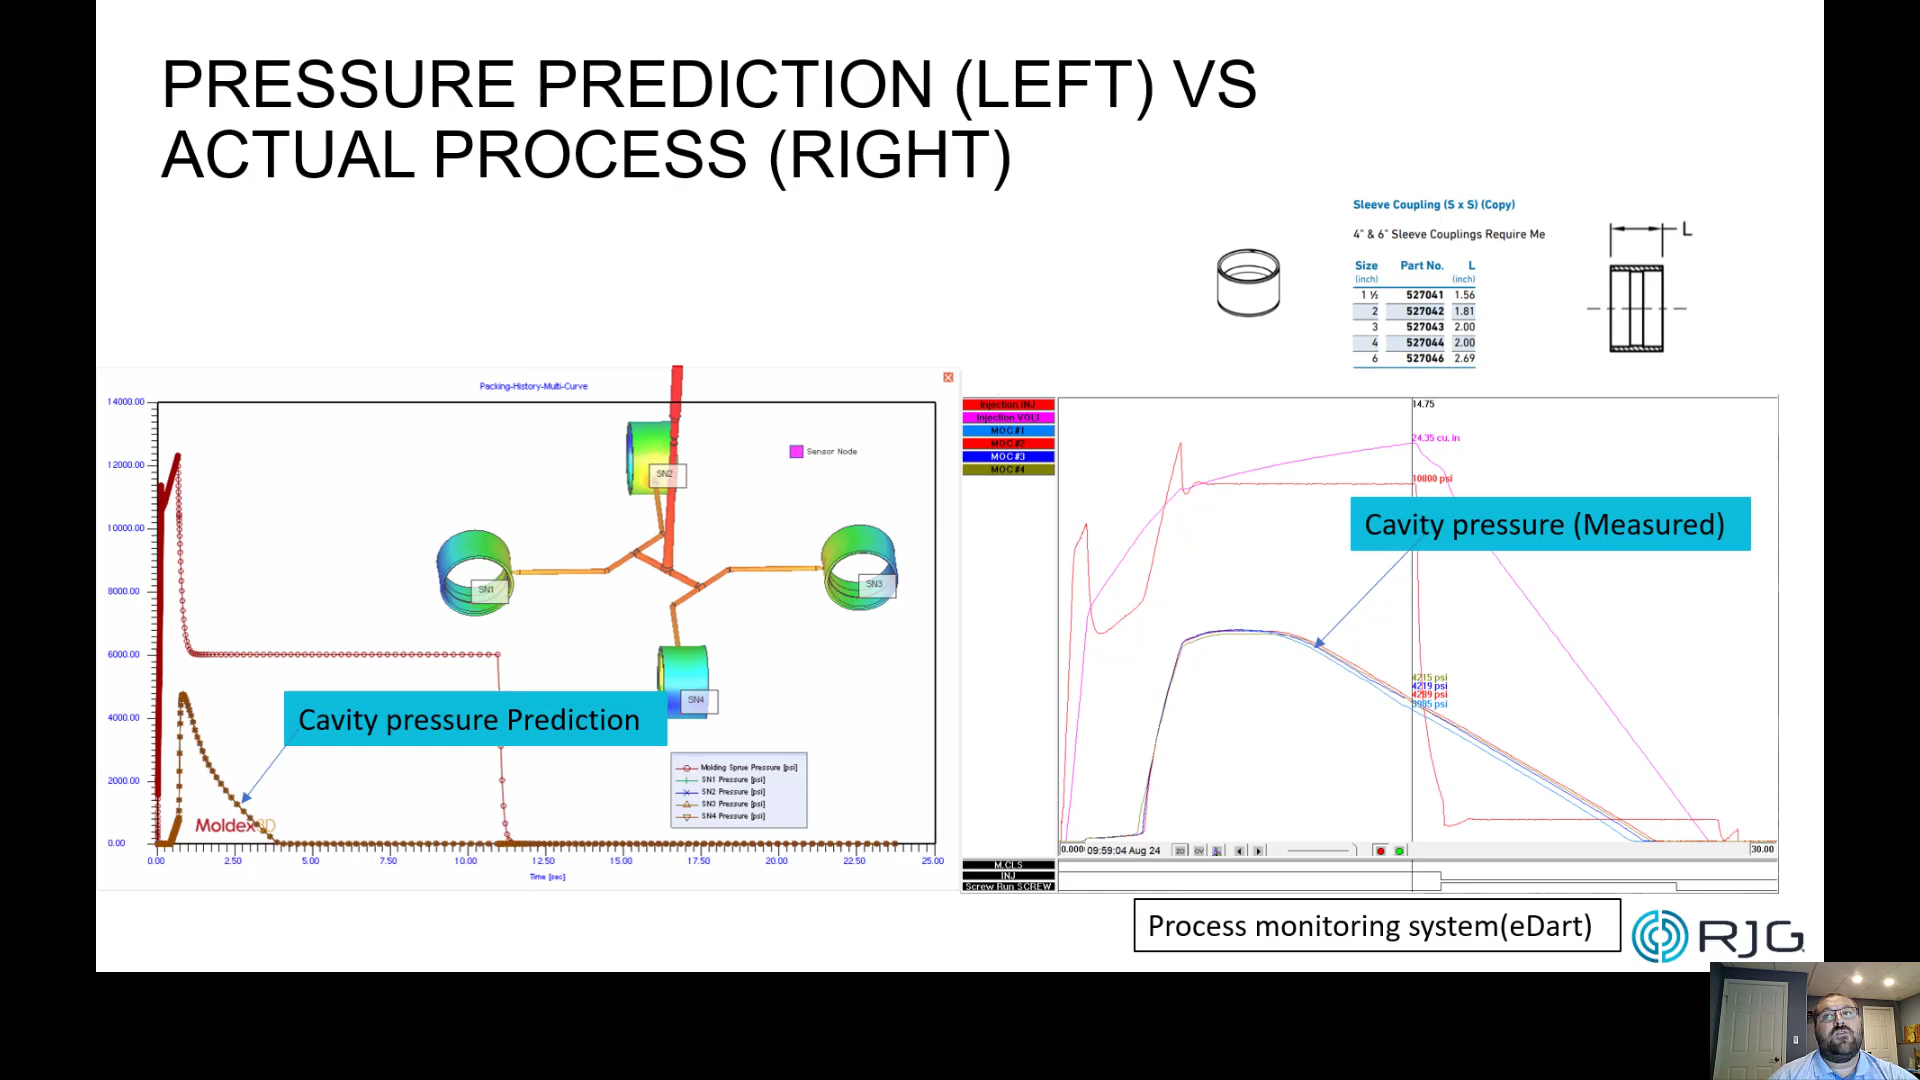 PRESSURE PREDICTION (LEFT) VS
ACTUAL PROCESS (RIGHT)
Sleeve Coupling (S x S) (Copy)
4" & 6" Sleeve Couplings Require Me
Size Part No. L
(inch) (inch)
1 ½ 527041 1.56
2 527042 1.81
3 527043 2.00
4 527044 2.00
6 527046 2.69
L
Packing-History-Multi-Curve
14000.00
12000.00
10000.00
8000.00
6000.00
4000.00
2000.00
0.00
0.00 2.50 5.00 7.50 10.00 12.50 15.00 17.50 20.00 22.50 25.00
Time [sec]
Sensor Node
SN2
SN1
SN3
SN4
Cavity pressure Prediction
Moldex3D
Molding Sprue Pressure [psi]
SN1 Pressure [psi]
SN2 Pressure [psi]
SN3 Pressure [psi]
SN4 Pressure [psi]
Injection INJ
Injection VOL1
MOC #1
MOC #2
MOC #3
MOC #4
14.75
24.35 cu. in
10800 psi
Cavity pressure (Measured)
4215 psi
4219 psi
4289 psi
3985 psi
0.000 09:59:04 Aug 24 30.00
M.CLS
INJ
Screw Run SCREW
Process monitoring system(eDart)
RJG